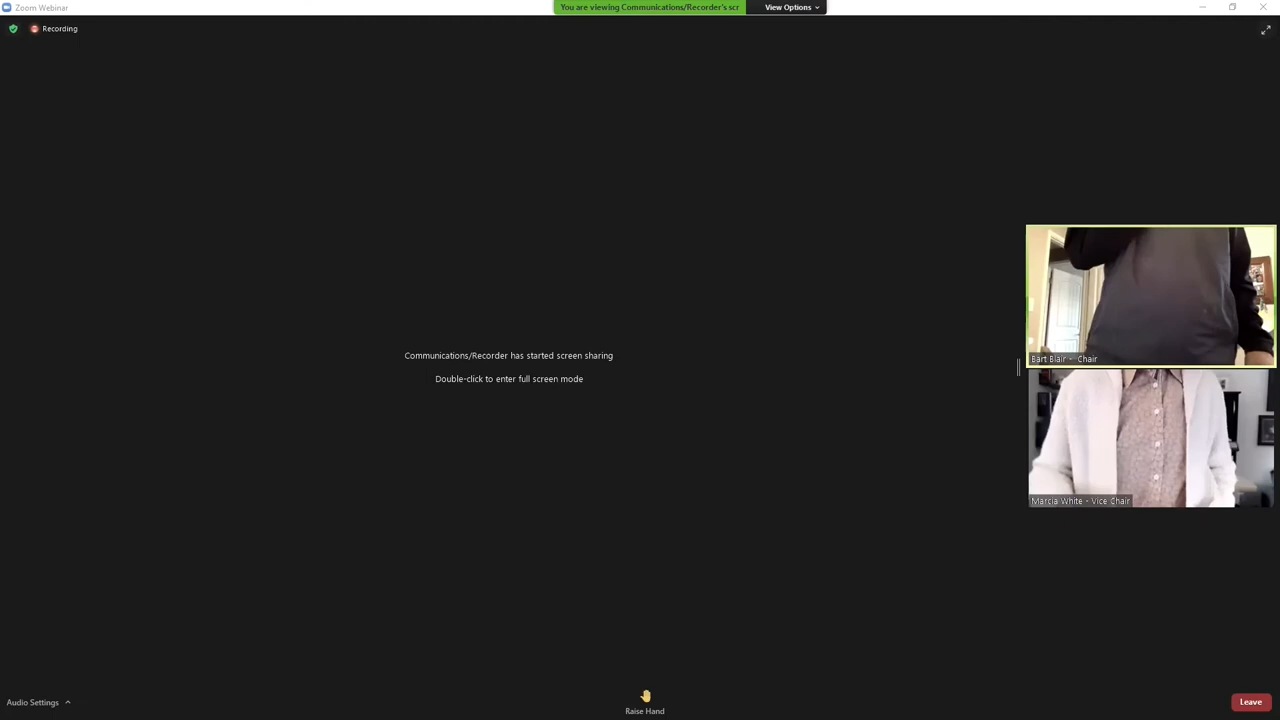 Zoom Webinar
You are viewing Communications/Recorder's scr
View Options
Recording
Communications/Recorder has started screen sharing
Double-click to enter full screen mode
Bart Blair - Chair
Marcia White - Vice Chair
Audio Settings
Raise Hand
Leave